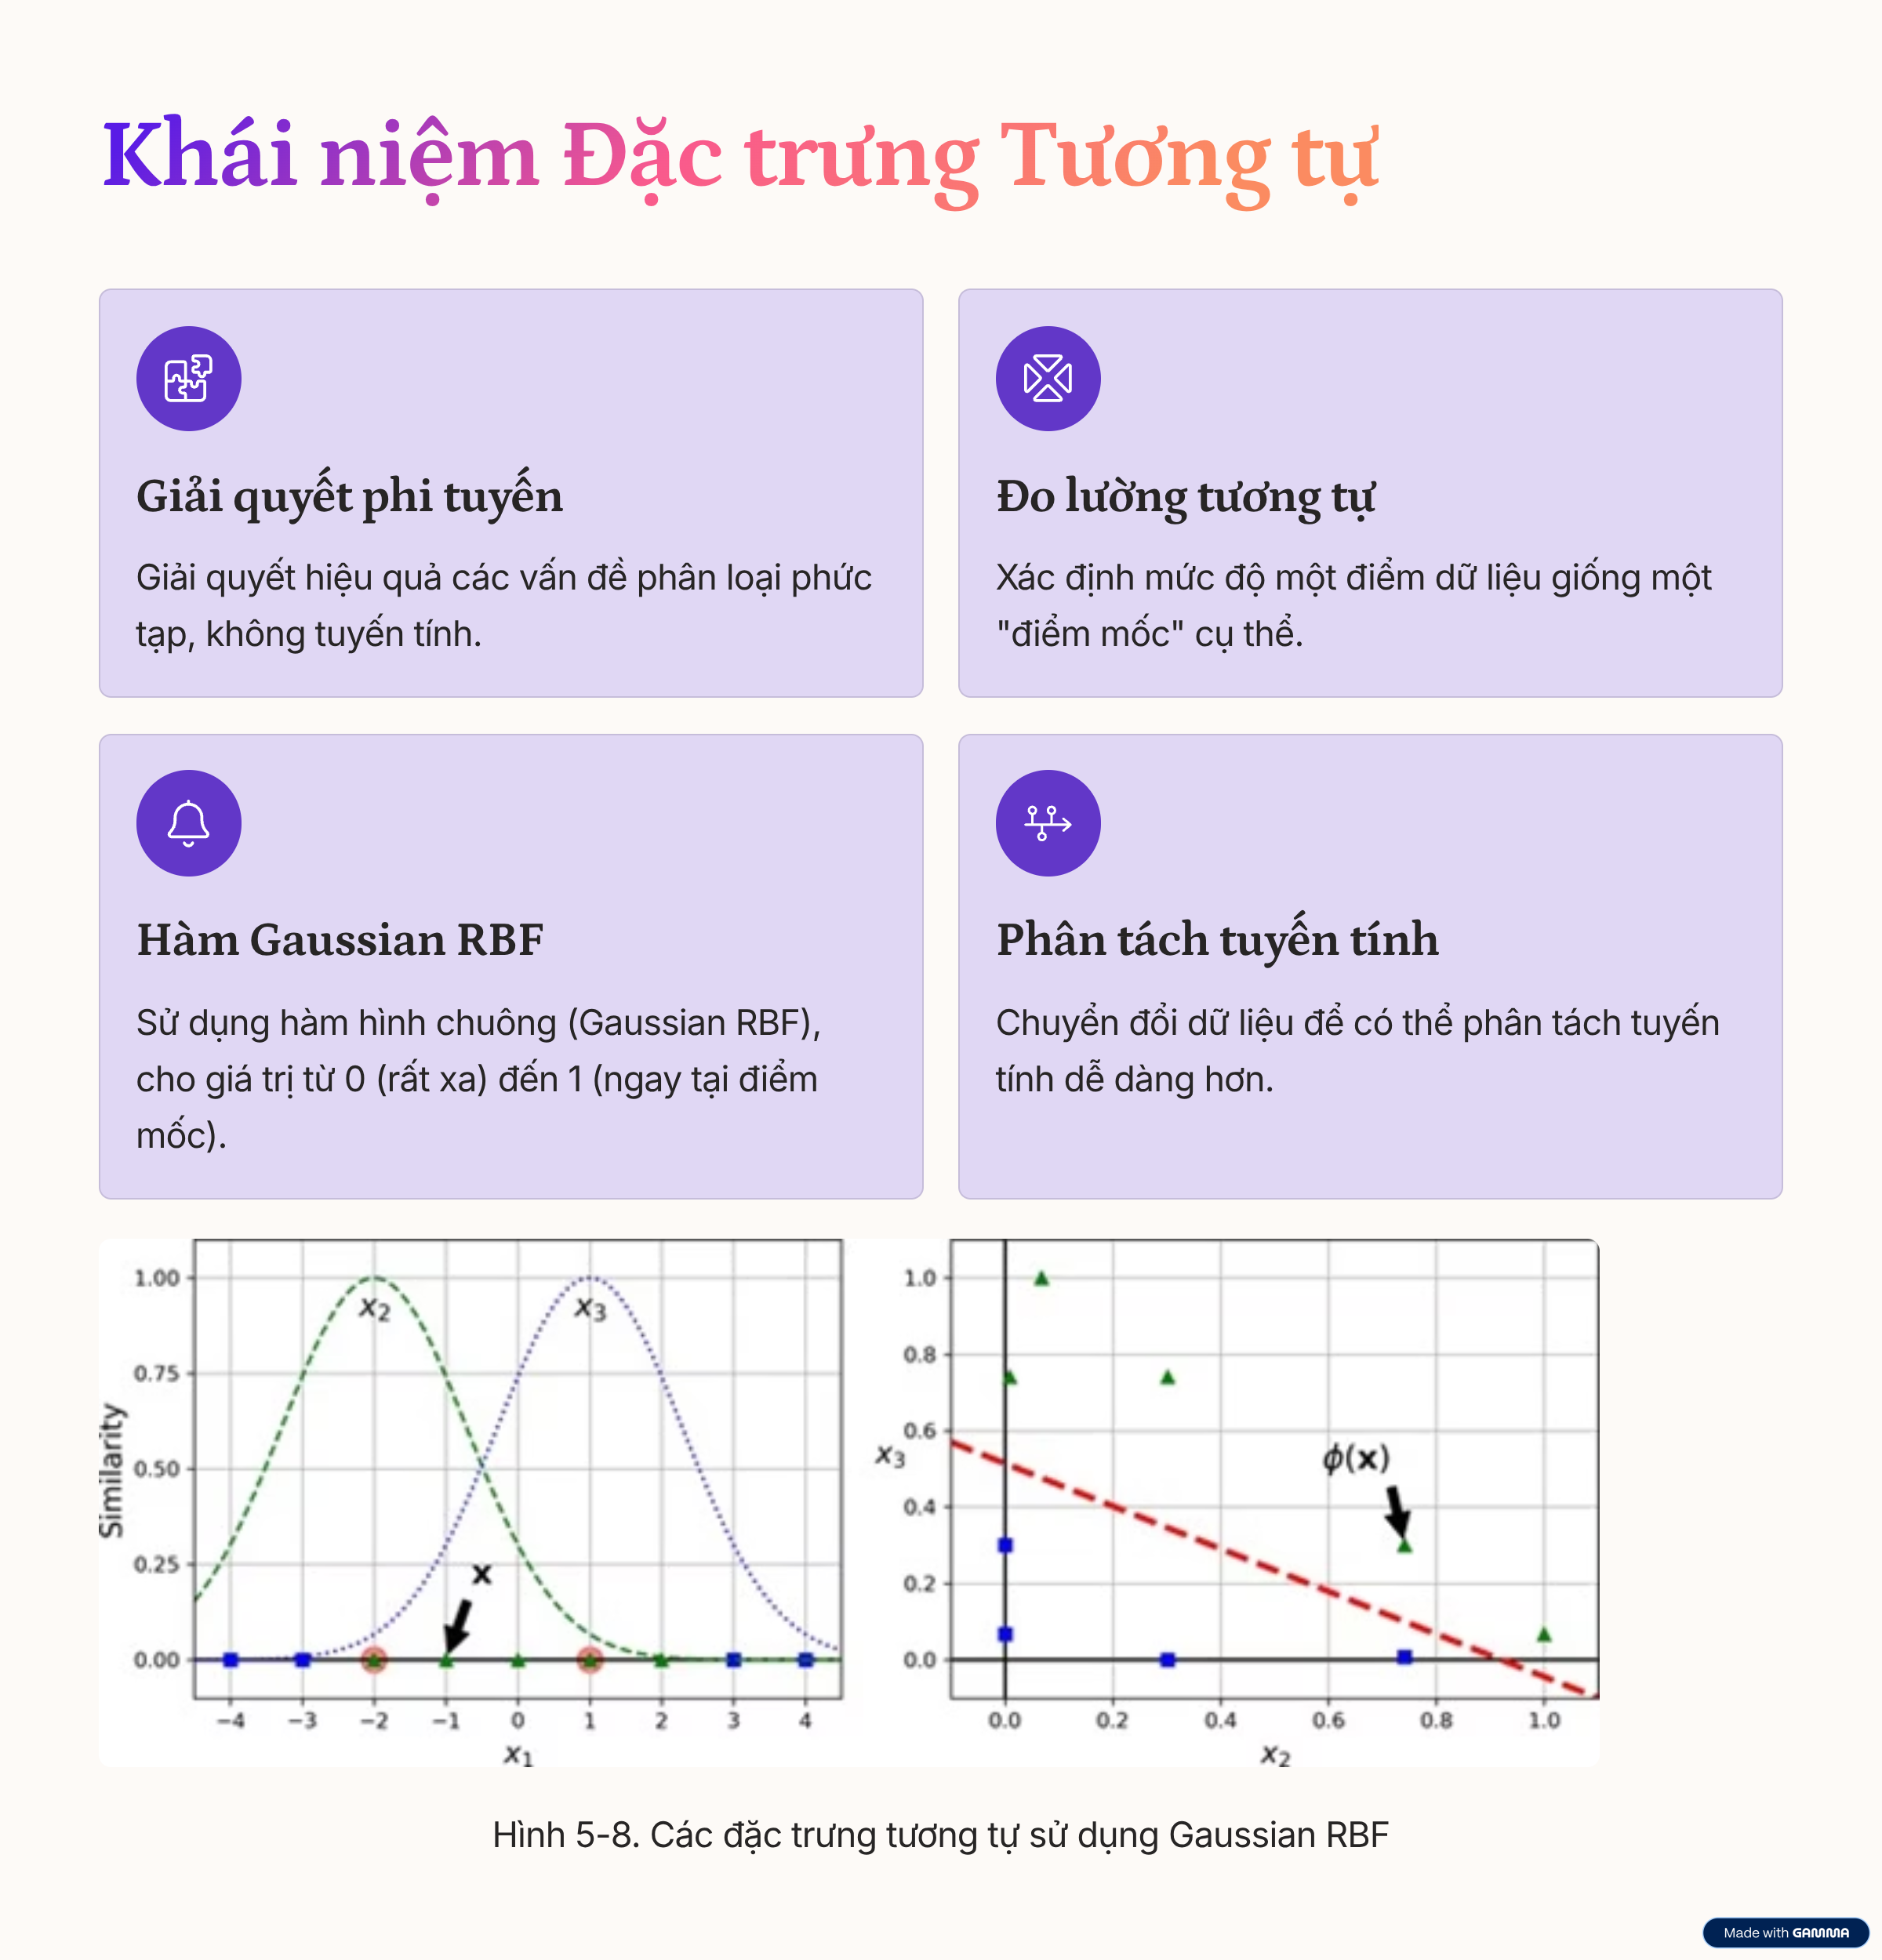 Khái niệm Đặc trưng Tương tự
Giải quyết phi tuyến
Giải quyết hiệu quả các vấn đề phân loại phức
tạp, không tuyến tính.
Đo lường tương tự
Xác định mức độ một điểm dữ liệu giống một
"điểm mốc" cụ thể.
Hàm Gaussian RBF
Sử dụng hàm hình chuông (Gaussian RBF),
cho giá trị từ 0 (rất xa) đến 1 (ngay tại điểm
mốc).
Phân tách tuyến tính
Chuyển đổi dữ liệu để có thể phân tách tuyến
tính dễ dàng hơn.
Similarity
1.00
0.75
0.50
0.25
0.00
x₂
x₃
x
−4 −3 −2 −1 0 1 2 3 4
x₁
x₃
1.0
0.8
0.6
0.4
0.2
0.0
ϕ(x)
0.0 0.2 0.4 0.6 0.8 1.0
x₂
Hình 5-8. Các đặc trưng tương tự sử dụng Gaussian RBF
Made with GAMMA